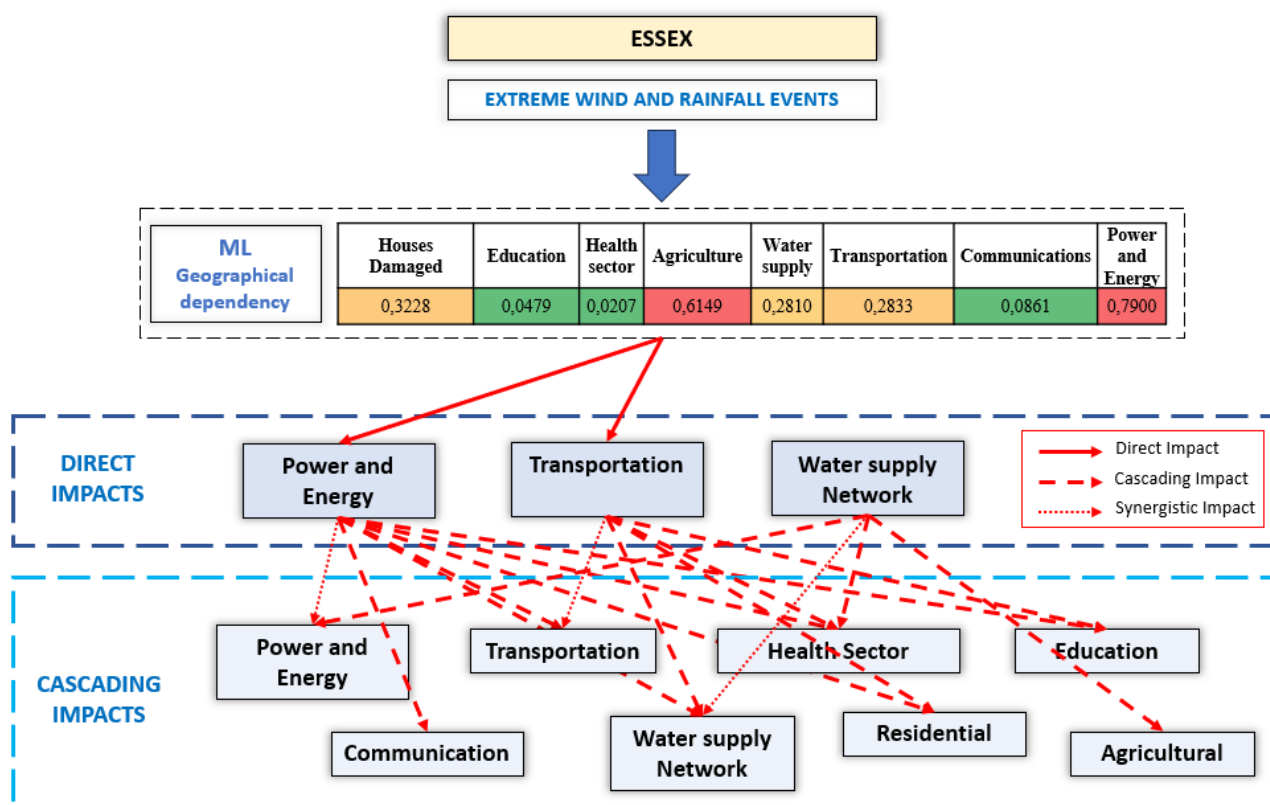 ESSEX
EXTREME WIND AND RAINFALL EVENTS
ML
Geographical
dependency
Houses
Damaged
Education
Health
sector
Agriculture
Water
supply
Transportation
Communications
Power
and
Energy
0,3228
0,0479
0,0207
0,6149
0,2810
0,2833
0,0861
0,7900
DIRECT
IMPACTS
Power and
Energy
Transportation
Water supply
Network
Direct Impact
Cascading Impact
Synergistic Impact
CASCADING
IMPACTS
Power and
Energy
Transportation
Health Sector
Education
Communication
Water supply
Network
Residential
Agricultural